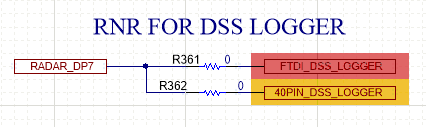 RNR FOR DSS LOGGER
RADAR_DP7 R361 0 FTDI_DSS_LOGGER
R362 0 40PIN_DSS_LOGGER